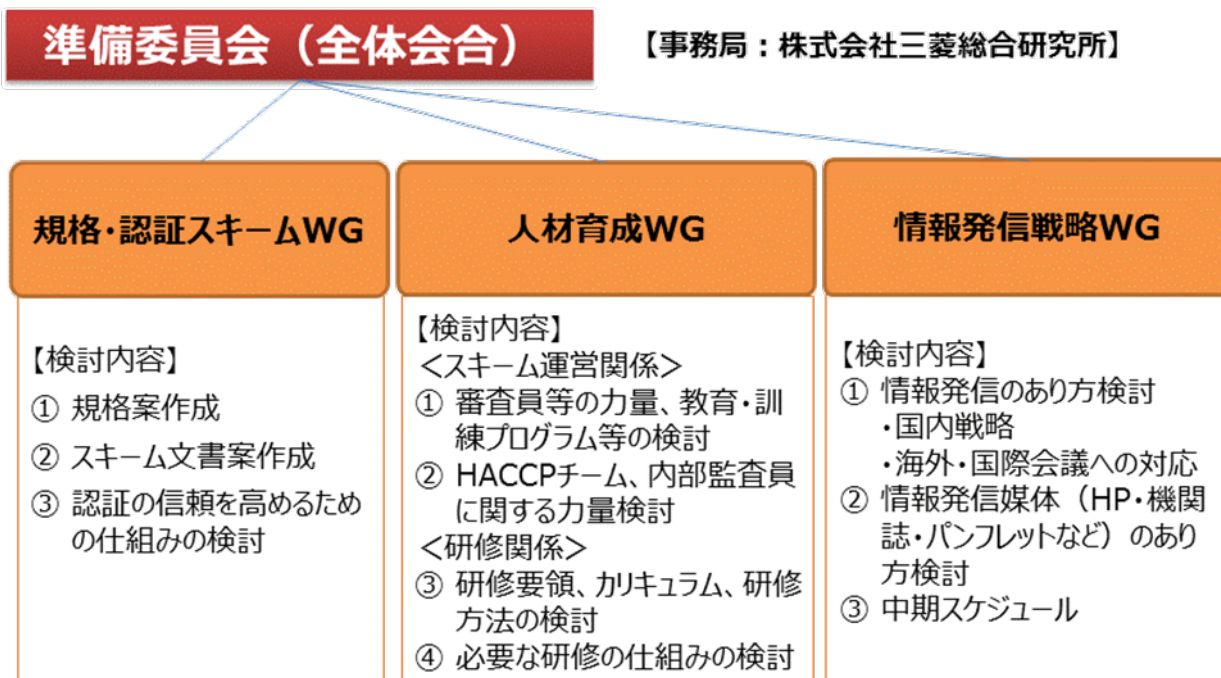 準備委員会（全体会合）
【事務局：株式会社三菱総合研究所】
規格・認証スキームWG
【検討内容】
① 規格案作成
② スキーム文書案作成
③ 認証の信頼を高めるため
の仕組みの検討
人材育成WG
【検討内容】
＜スキーム運営関係＞
① 審査員等の力量、教育・訓
練プログラム等の検討
② HACCPチーム、内部監査員
に関する力量検討
＜研修関係＞
③ 研修要領、カリキュラム、研修
方法の検討
④ 必要な研修の仕組みの検討
情報発信戦略WG
【検討内容】
① 情報発信のあり方検討
・国内戦略
・海外・国際会議への対応
② 情報発信媒体（HP・機関
誌・パンフレットなど）のあり
方検討
③ 中期スケジュール